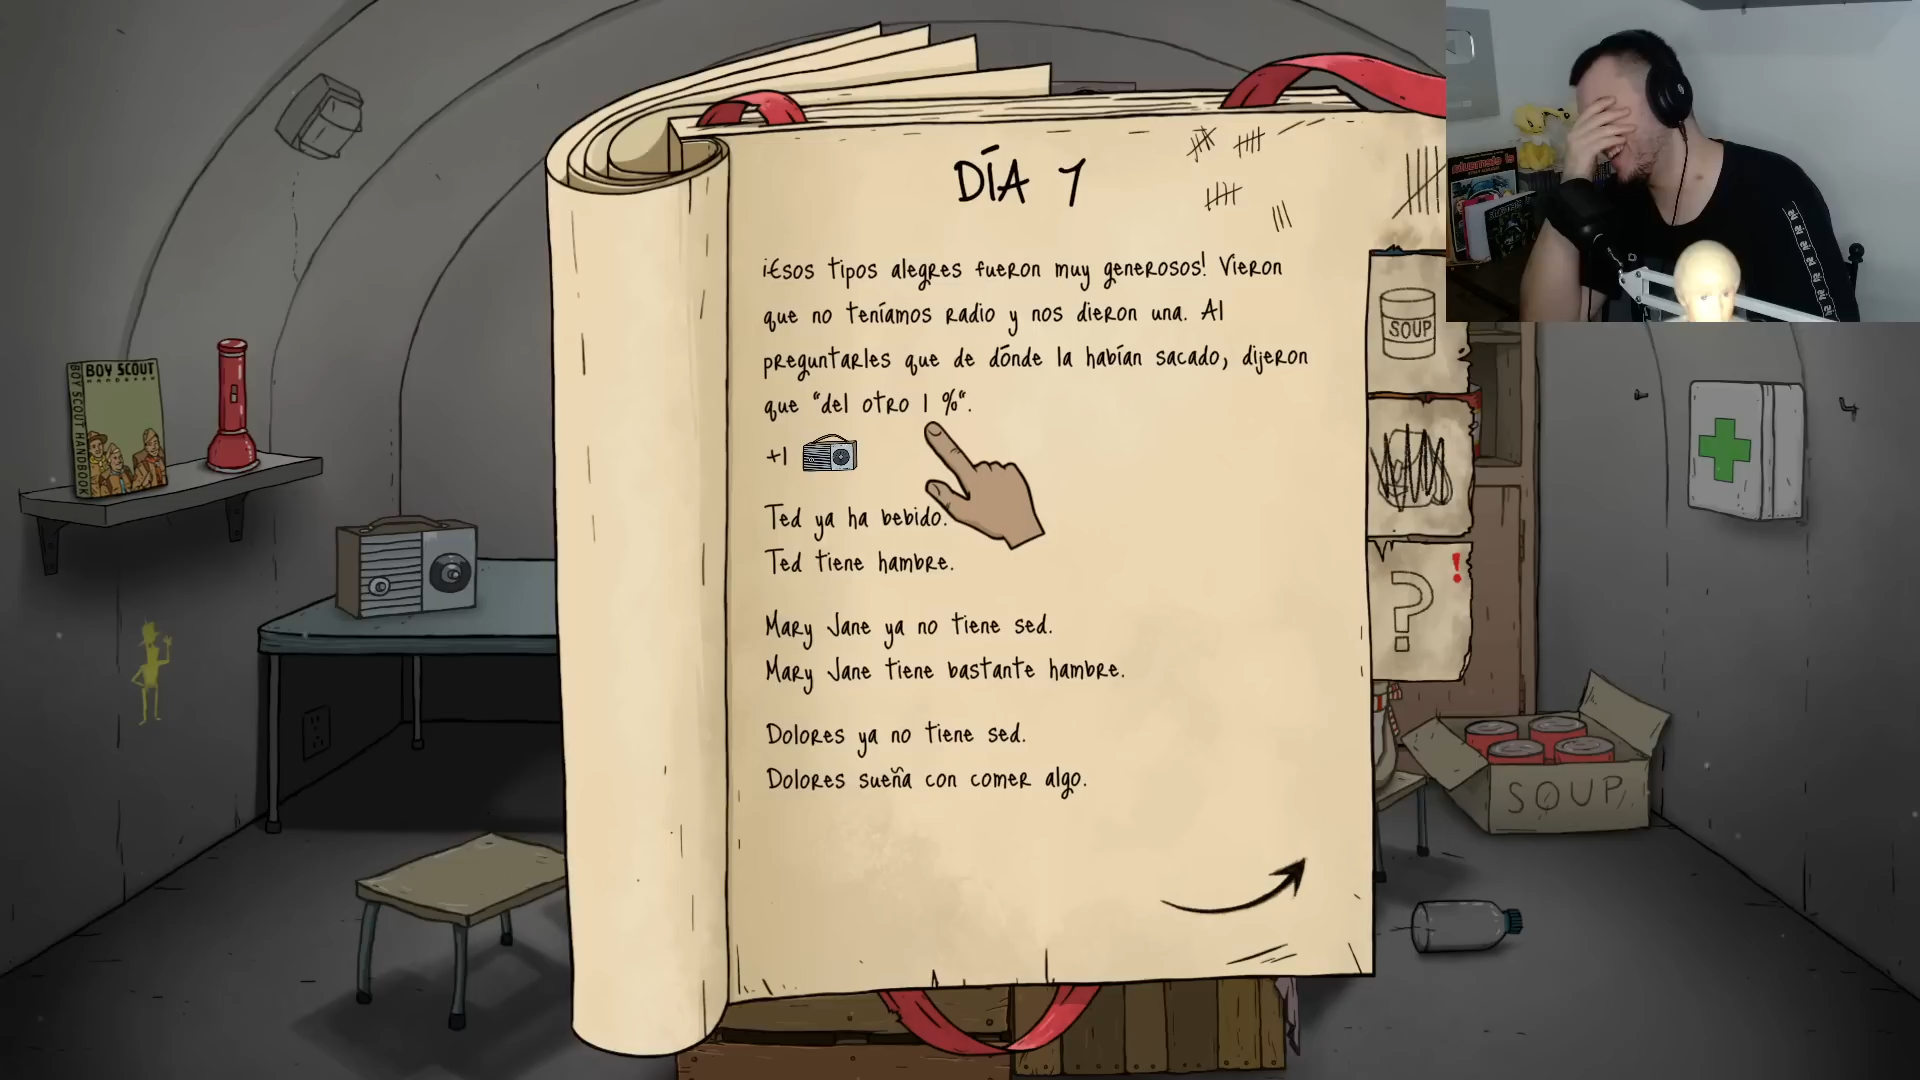 DÍA 7
¡Esos tipos alegres fueron muy generosos! Vieron
que no teníamos radio y nos dieron una. Al
preguntarles que de dónde la habían sacado, dijeron
que "del otro 1 %".
+1
Ted ya ha bebido.
Ted tiene hambre.
Mary Jane ya no tiene sed.
Mary Jane tiene bastante hambre.
Dolores ya no tiene sed.
Dolores sueña con comer algo.
SOUP
?
!
BOY SCOUT
HANDBOOK
BOY SCOUT HANDBOOK
SOUP